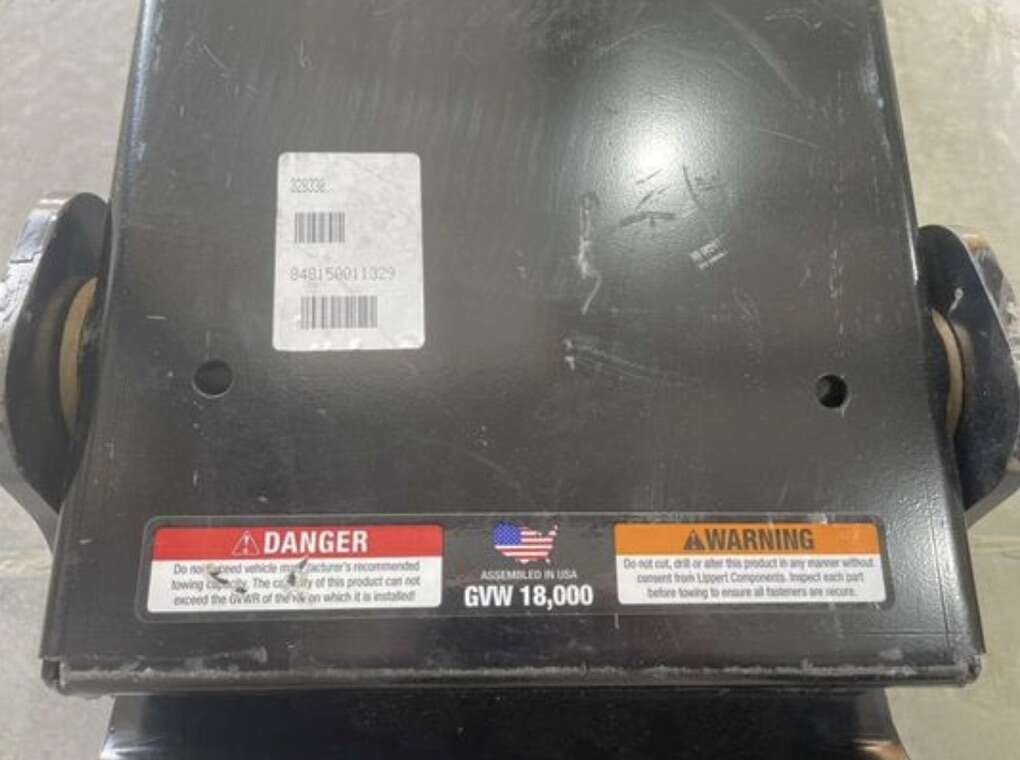 328338
848150011329
DANGER
Do not exceed vehicle manufacturer's recommended
towing capacity. The capacity of this product can not
exceed the GVWR of the on which it is installed!
ASSEMBLED IN USA
GVW 18,000
WARNING
Do not cut, drill or alter this product in any manner without
consent from Lippert Components. Inspect each part
before towing to ensure all fasteners are secure.